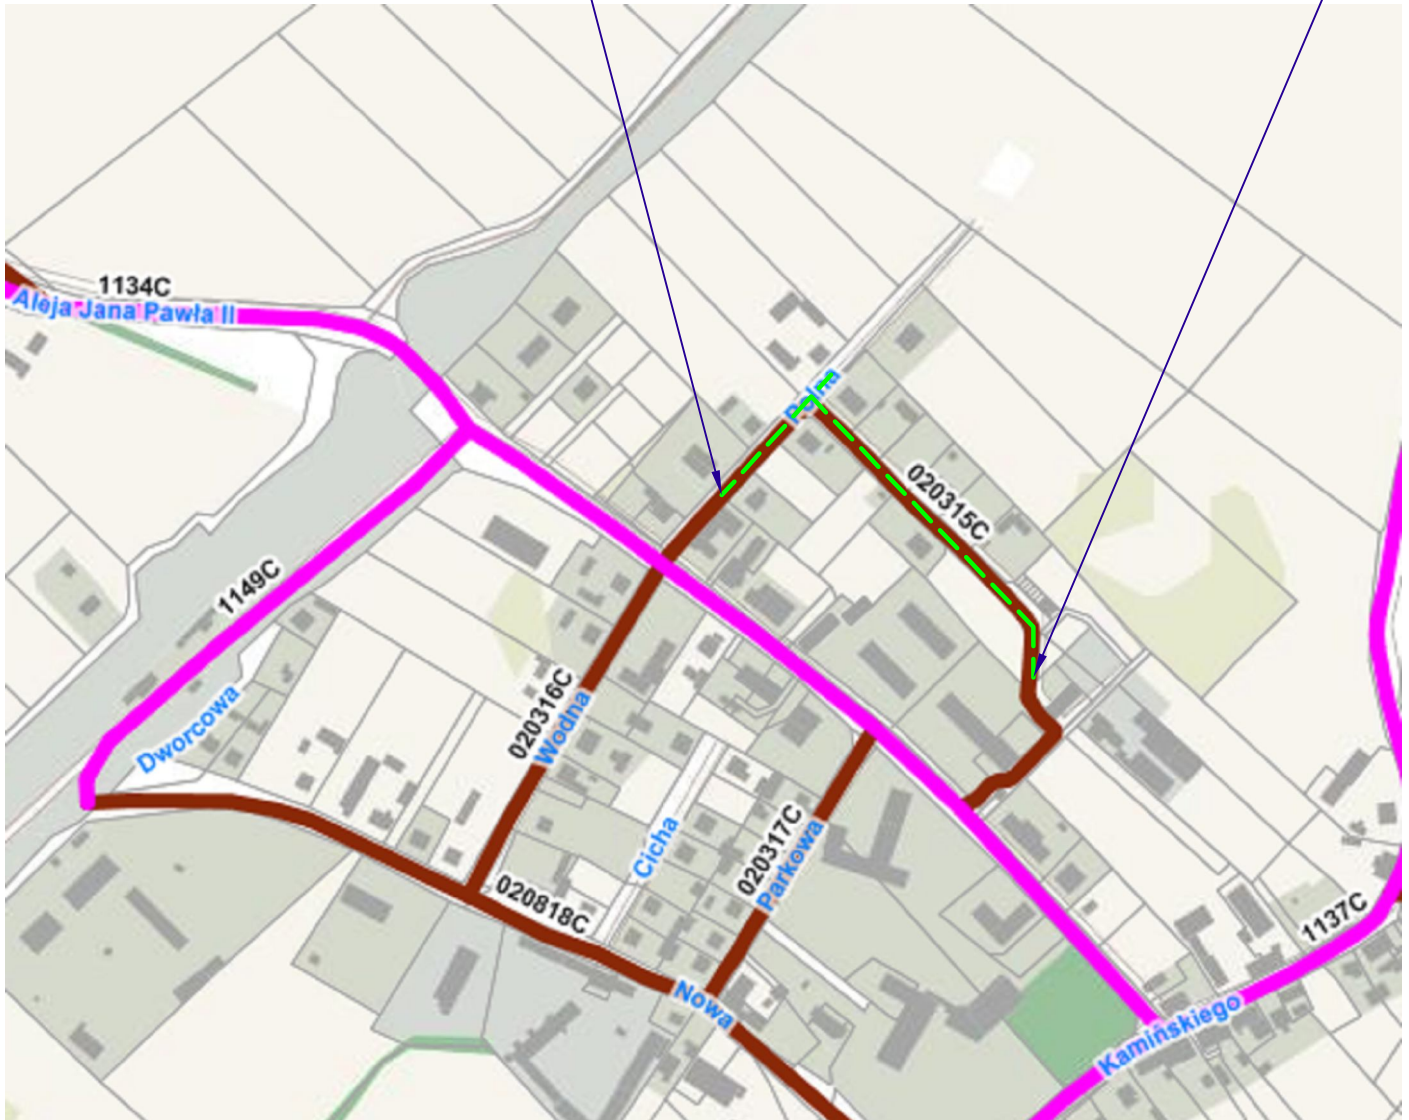 1134C
Aleja Jana Pawła II
Polna
020315C
1149C
Dworcowa
020316C
Wodna
Cicha
020317C
Parkowa
020818C
Nowa
1137C
Kamińskiego